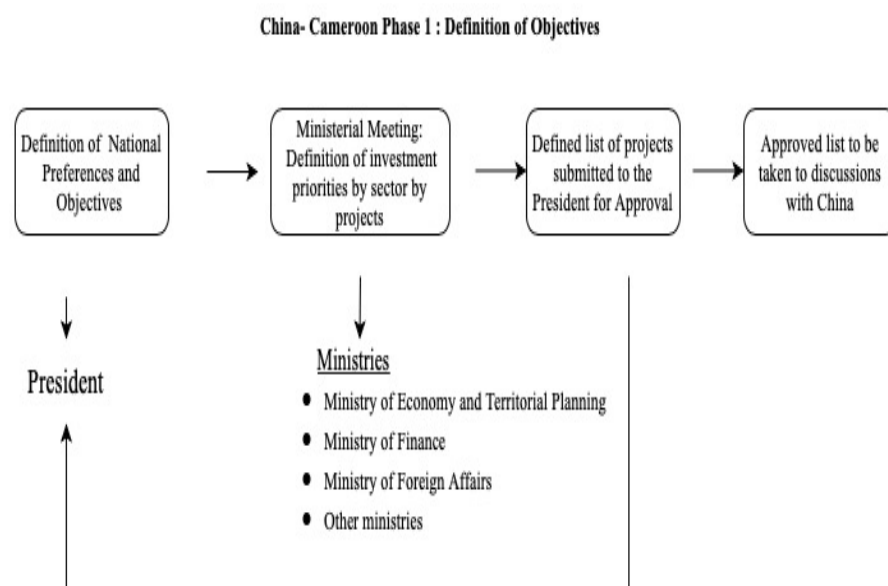 China- Cameroon Phase 1 : Definition of Objectives
Definition of National
Preferences and
Objectives
Ministerial Meeting:
Definition of investment
priorities by sector by
projects
Defined list of projects
submitted to the
President for Approval
Approved list to be
taken to discussions
with China
President
Ministries
• Ministry of Economy and Territorial Planning
• Ministry of Finance
• Ministry of Foreign Affairs
• Other ministries